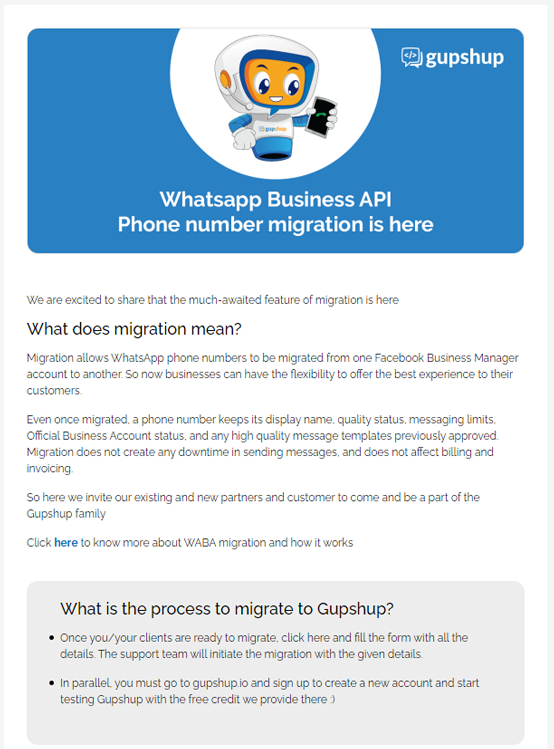 gupshup
gupshup
Whatsapp Business API
Phone number migration is here
We are excited to share that the much-awaited feature of migration is here
What does migration mean?
Migration allows WhatsApp phone numbers to be migrated from one Facebook Business Manager
account to another. So now businesses can have the flexibility to offer the best experience to their
customers.
Even once migrated, a phone number keeps its display name, quality status, messaging limits,
Official Business Account status, and any high quality message templates previously approved.
Migration does not create any downtime in sending messages, and does not affect billing and
invoicing.
So here we invite our existing and new partners and customer to come and be a part of the
Gupshup family
Click here to know more about WABA migration and how it works
What is the process to migrate to Gupshup?
• Once you/your clients are ready to migrate, click here and fill the form with all the
details. The support team will initiate the migration with the given details.
• In parallel, you must go to gupshup.io and sign up to create a new account and start
testing Gupshup with the free credit we provide there :)